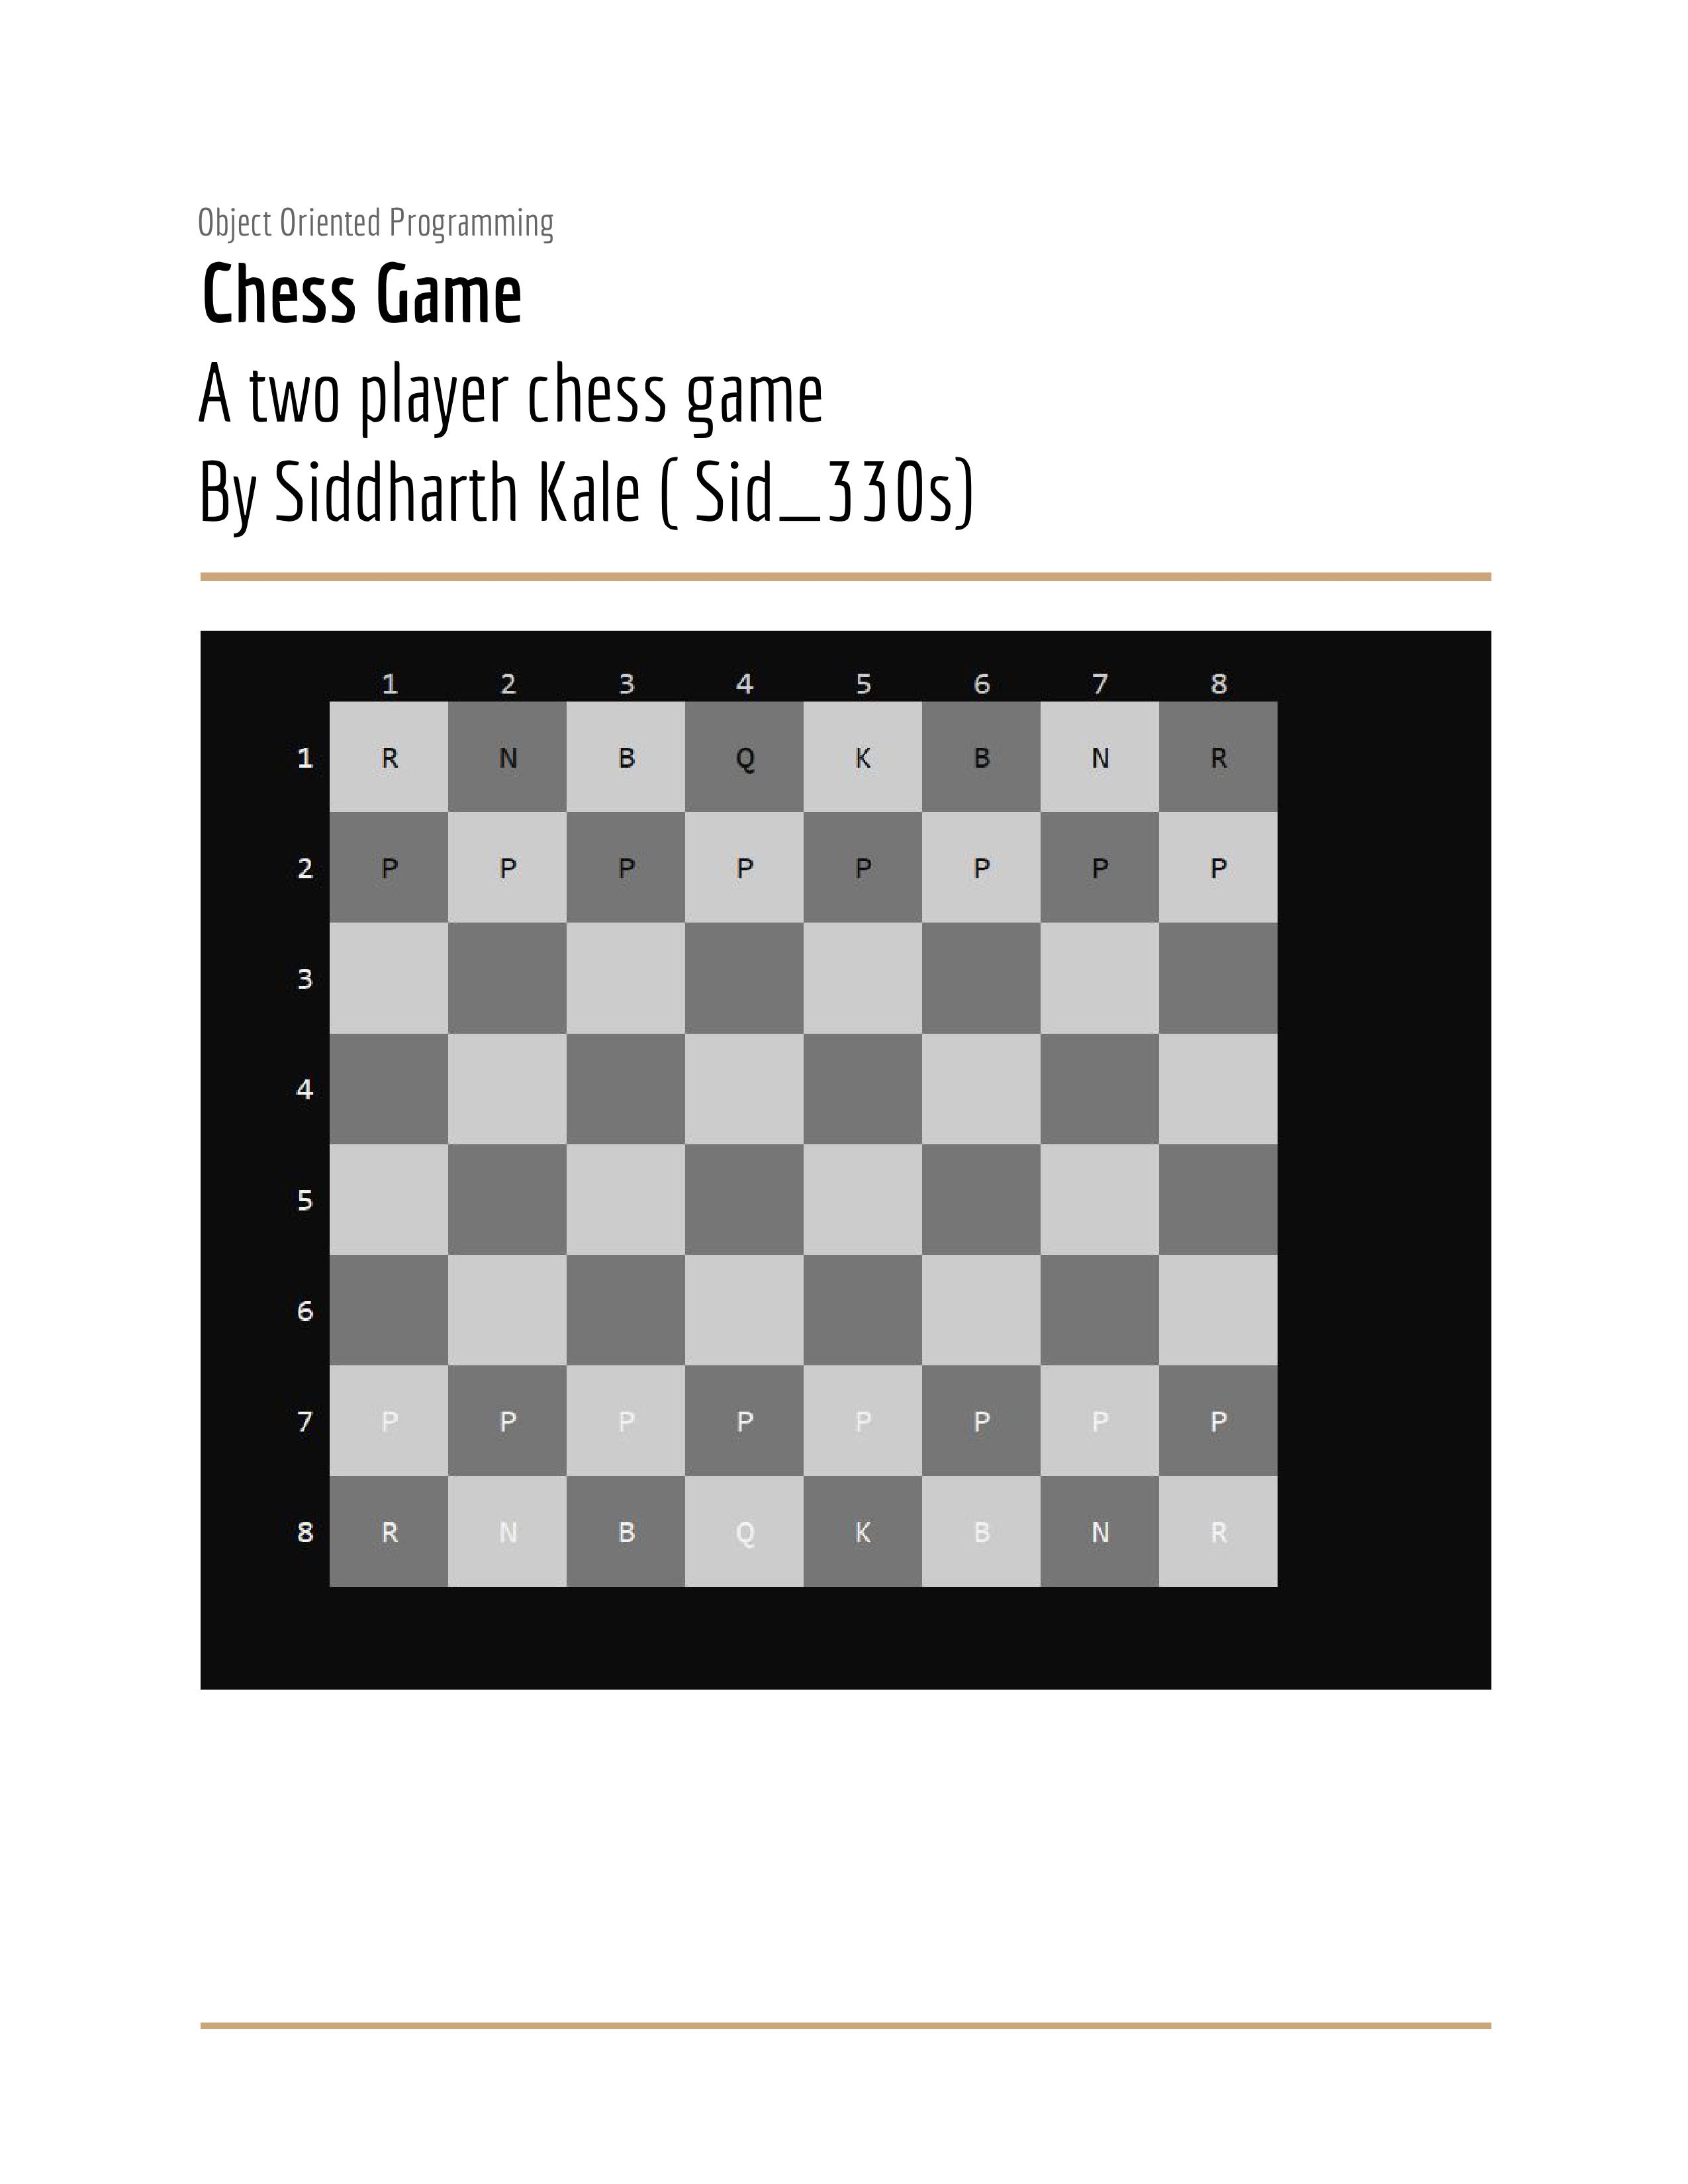 Object Oriented Programming
Chess Game
A two player chess game
By Siddharth Kale ( Sid_330s)
1 2 3 4 5 6 7 8
1 R N B Q K B N R
2 P P P P P P P P
3
4
5
6
7 P P P P P P P P
8 R N B Q K B N R